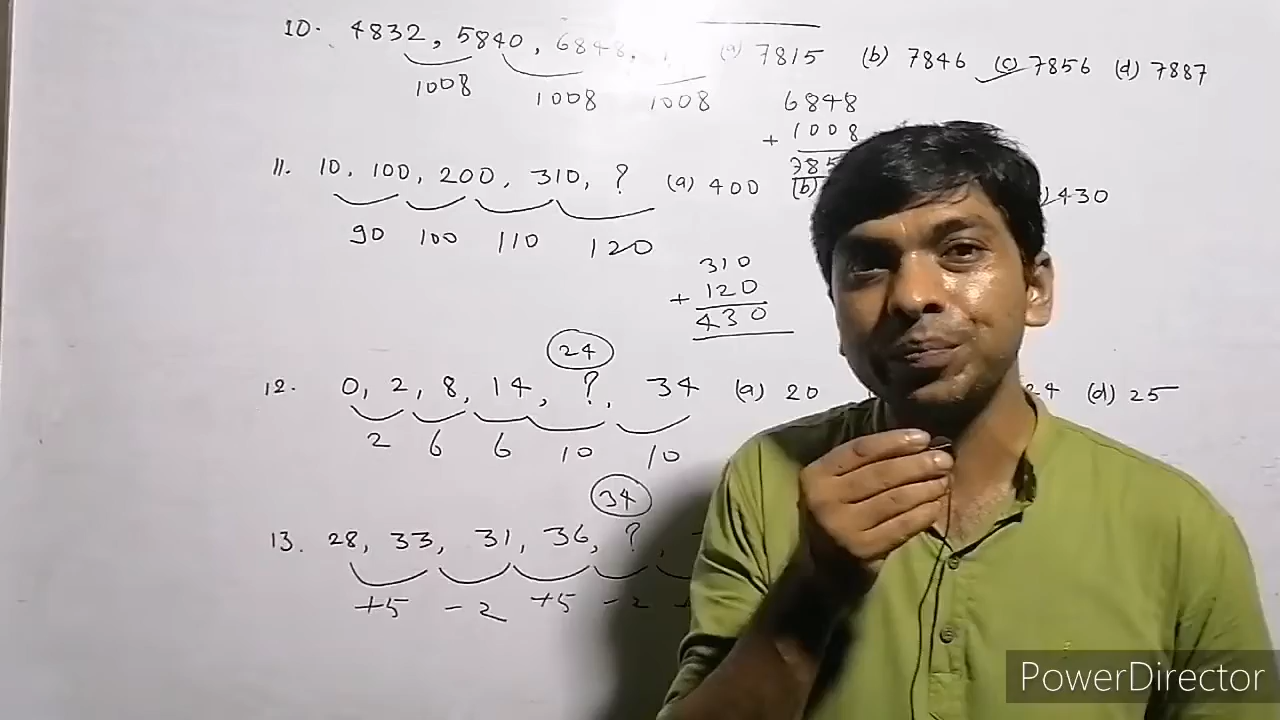 10. 4832, 5840, 6848, (a) 7815 (b) 7846 (c) 7856 (d) 7887
1008 1008 1008
6848
+ 1008
785
11. 10, 100, 200, 310, ? (a) 400 (b) 430
90 100 110 120
310
+ 120
430
24
12. 0, 2, 8, 14, ?, 34 (a) 20 24 (d) 25
2 6 6 10 10
34
13. 28, 33, 31, 36, ?,
+5 -2 +5 -2
PowerDirector